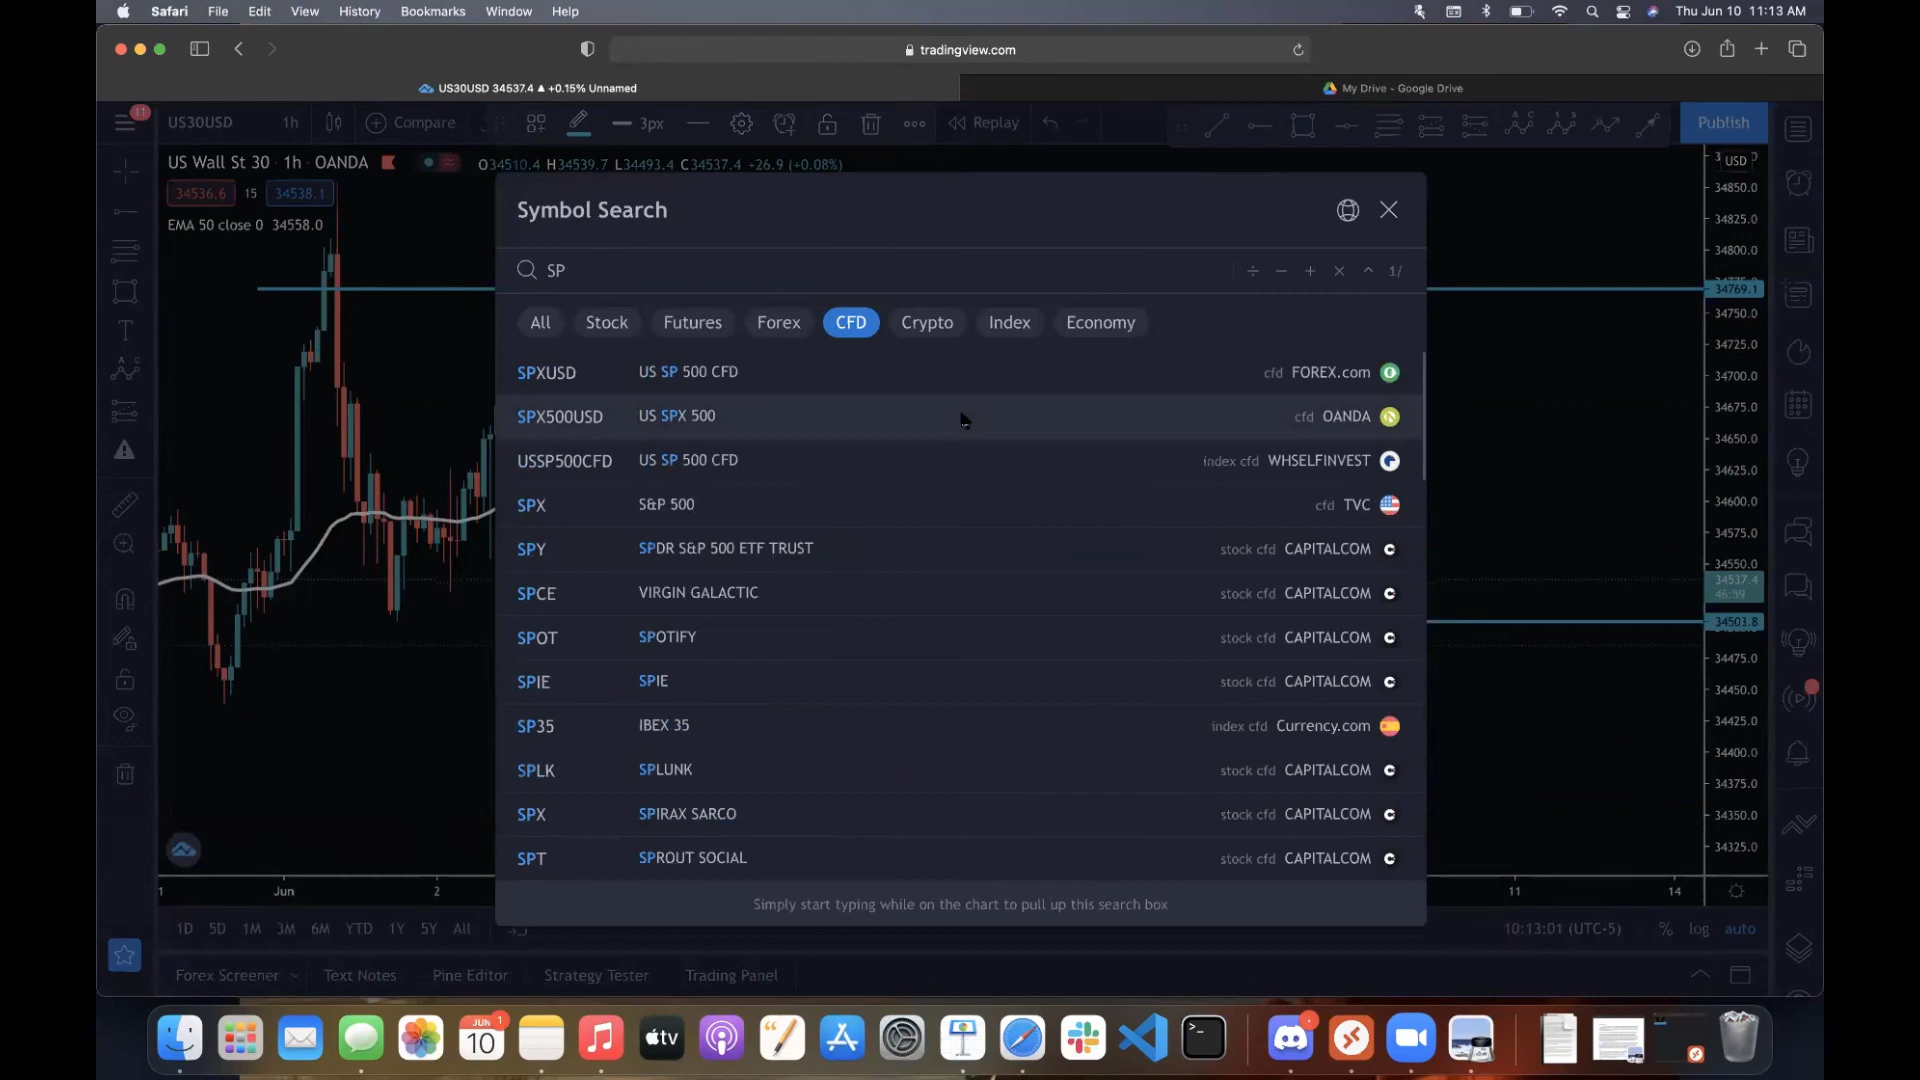 Safari File Edit View History Bookmarks Window Help Thu Jun 10 11:13 AM
tradingview.com
US30USD 34537.4 ▲ +0.15% Unnamed
My Drive - Google Drive
11
US30USD 1h Compare 3px Replay Publish
US Wall St 30 · 1h · OANDA O34510.4 H34539.7 L34493.4 C34537.4 +26.9 (+0.08%)
34536.6 15 34538.1
EMA 50 close 0 34558.0
USD
34850.0
34825.0
34800.0
34769.1
34750.0
34725.0
34700.0
34675.0
34650.0
34625.0
34600.0
34575.0
34550.0
34537.4
46:59
34503.8
34475.0
34450.0
34425.0
34400.0
34375.0
34350.0
34325.0
Symbol Search
SP ÷ − + × ^ 1/
All Stock Futures Forex CFD Crypto Index Economy
SPXUSD US SP 500 CFD cfd FOREX.com
SPX500USD US SPX 500 cfd OANDA
USSP500CFD US SP 500 CFD index cfd WHSELFINVEST
SPX S&P 500 cfd TVC
SPY SPDR S&P 500 ETF TRUST stock cfd CAPITALCOM
SPCE VIRGIN GALACTIC stock cfd CAPITALCOM
SPOT SPOTIFY stock cfd CAPITALCOM
SPIE SPIE stock cfd CAPITALCOM
SP35 IBEX 35 index cfd Currency.com
SPLK SPLUNK stock cfd CAPITALCOM
SPX SPIRAX SARCO stock cfd CAPITALCOM
SPT SPROUT SOCIAL stock cfd CAPITALCOM
Simply start typing while on the chart to pull up this search box
Jun 2 11 14
1D 5D 1M 3M 6M YTD 1Y 5Y All 10:13:01 (UTC-5) % log auto
Forex Screener Text Notes Pine Editor Strategy Tester Trading Panel
JUN 1
10
tv